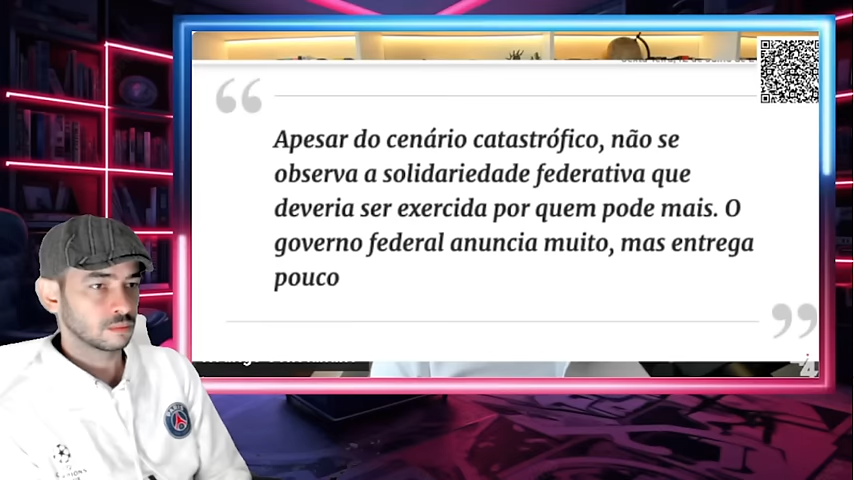 Apesar do cenário catastrófico, não se
observa a solidariedade federativa que
deveria ser exercida por quem pode mais. O
governo federal anuncia muito, mas entrega
pouco
PARIS